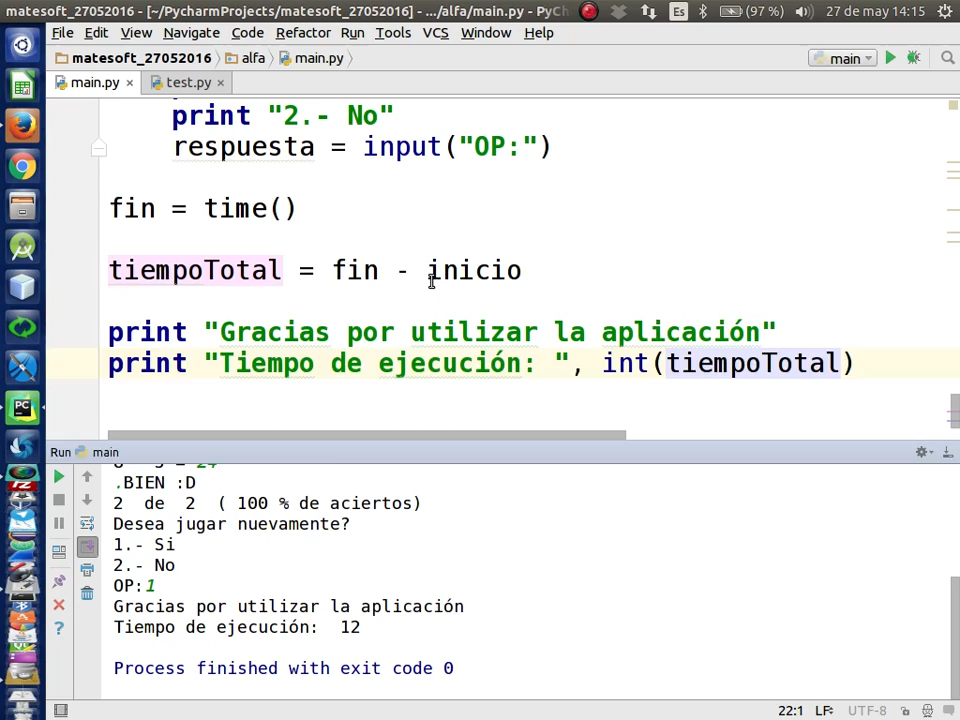 matesoft_27052016 - [~/PycharmProjects/matesoft_27052016] - .../alfa/main.py - PyCh
Es (97 %) 27 de may 14:15
File Edit View Navigate Code Refactor Run Tools VCS Window Help
matesoft_27052016 alfa main.py main
main.py × test.py ×
print "2.- No"
respuesta = input("OP:")
fin = time()
tiempoTotal = fin - inicio
print "Gracias por utilizar la aplicación"
print "Tiempo de ejecución: ", int(tiempoTotal)
Run main
.BIEN :D
2 de 2 ( 100 % de aciertos)
Desea jugar nuevamente?
1.- Si
2.- No
OP:1
Gracias por utilizar la aplicación
Tiempo de ejecución: 12
Process finished with exit code 0
22:1 LF÷ UTF-8